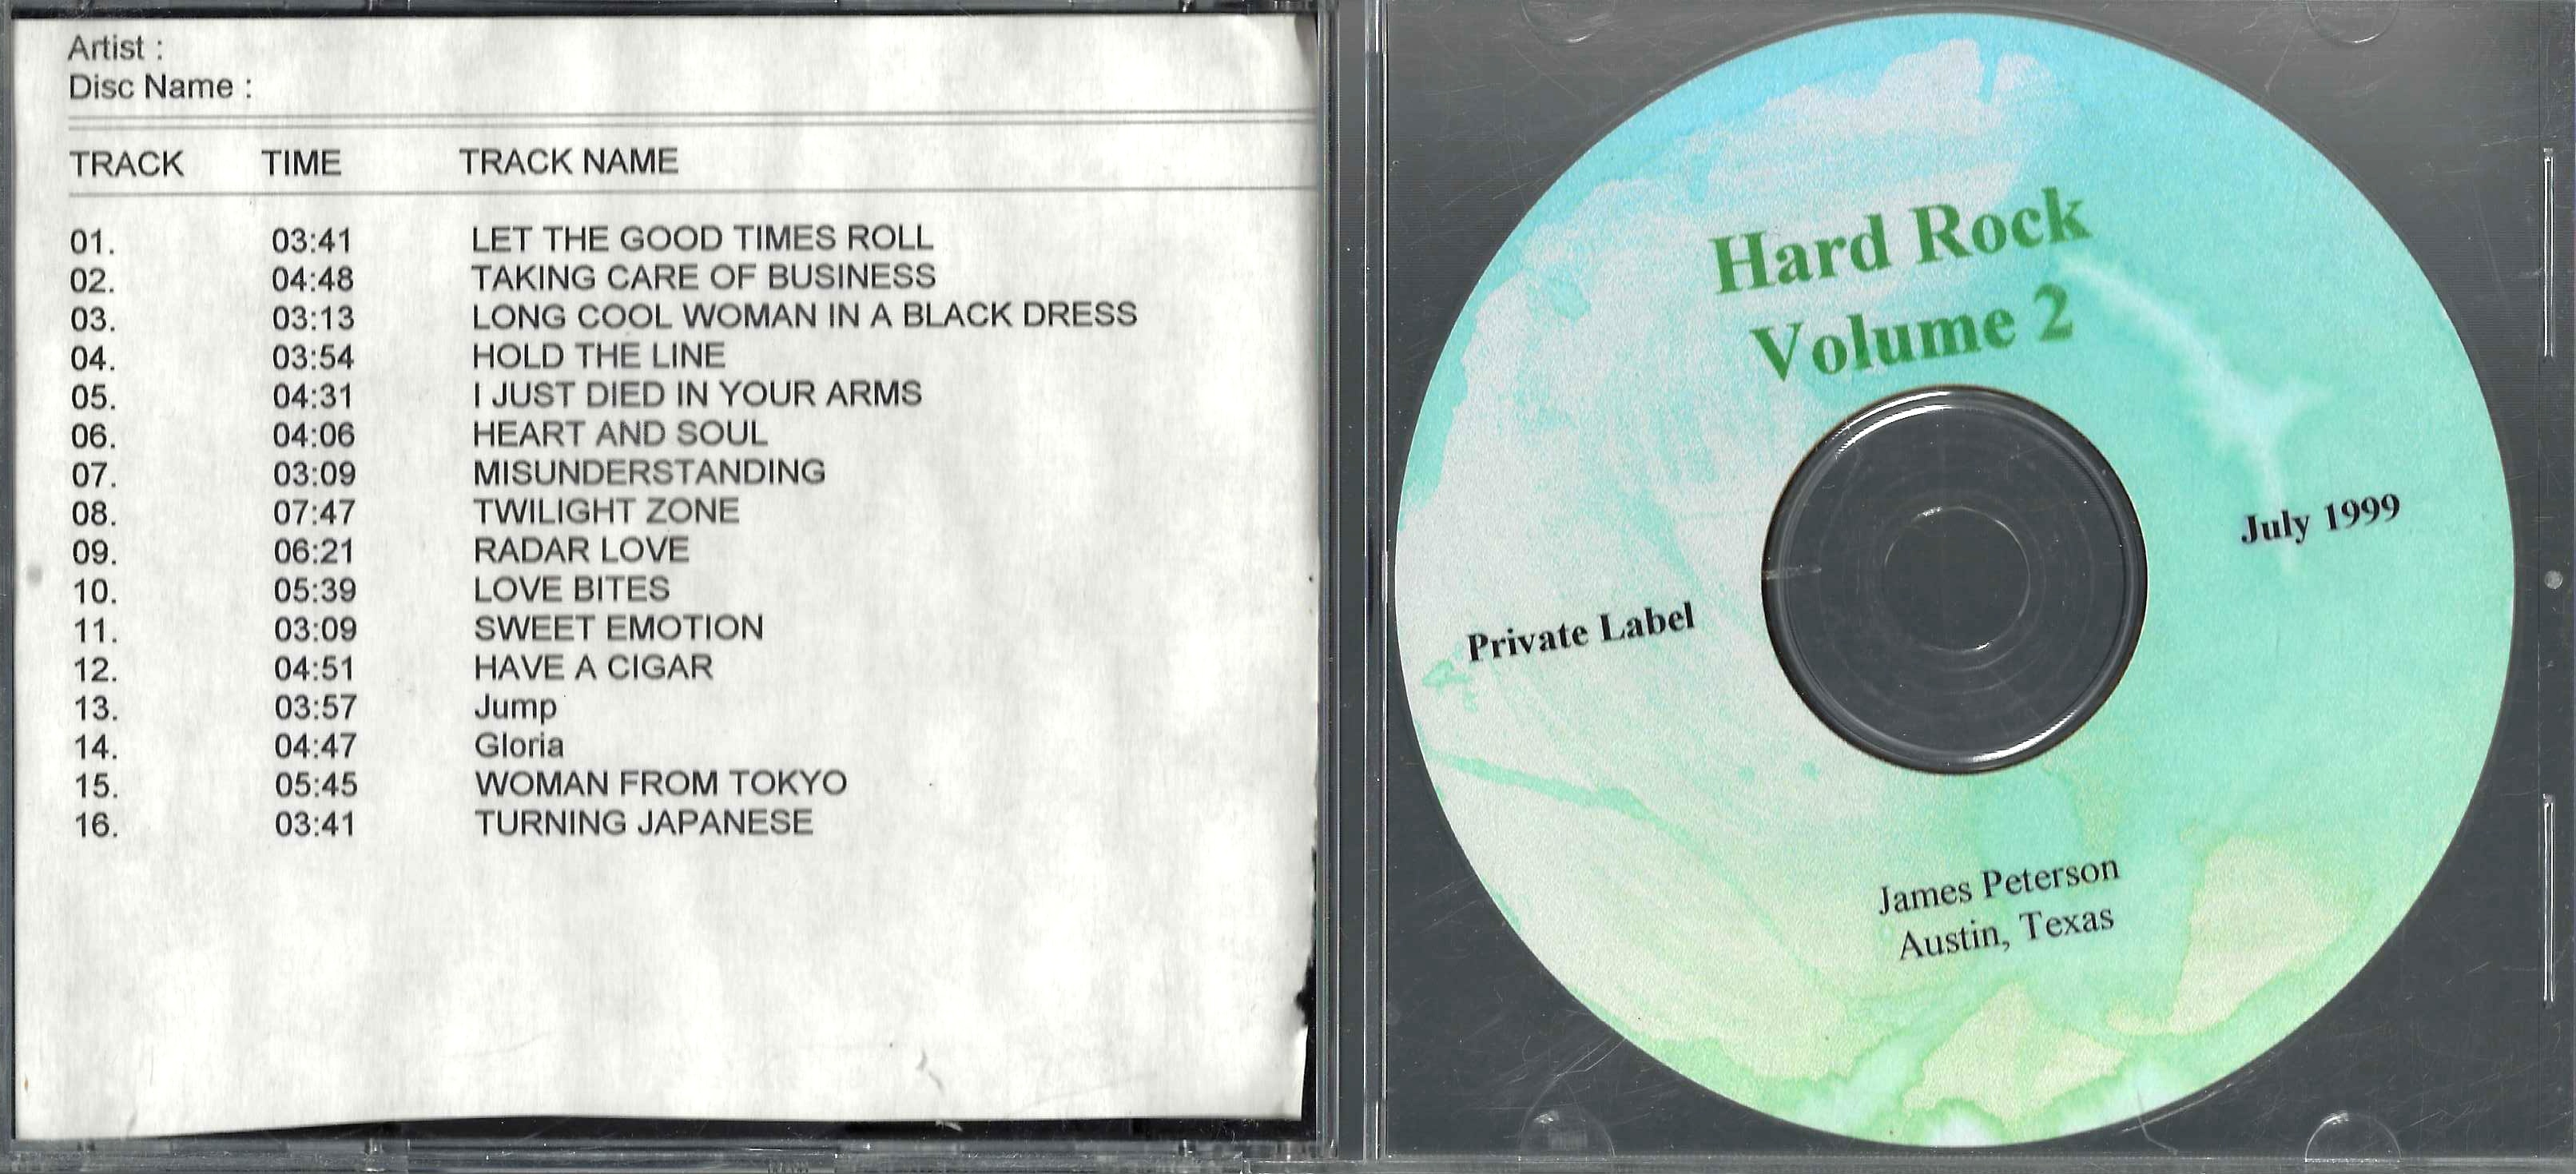 Artist :
Disc Name :
TRACK TIME TRACK NAME
01. 03:41 LET THE GOOD TIMES ROLL
02. 04:48 TAKING CARE OF BUSINESS
03. 03:13 LONG COOL WOMAN IN A BLACK DRESS
04. 03:54 HOLD THE LINE
05. 04:31 I JUST DIED IN YOUR ARMS
06. 04:06 HEART AND SOUL
07. 03:09 MISUNDERSTANDING
08. 07:47 TWILIGHT ZONE
09. 06:21 RADAR LOVE
10. 05:39 LOVE BITES
11. 03:09 SWEET EMOTION
12. 04:51 HAVE A CIGAR
13. 03:57 Jump
14. 04:47 Gloria
15. 05:45 WOMAN FROM TOKYO
16. 03:41 TURNING JAPANESE
Hard Rock
Volume 2
July 1999
Private Label
James Peterson
Austin, Texas